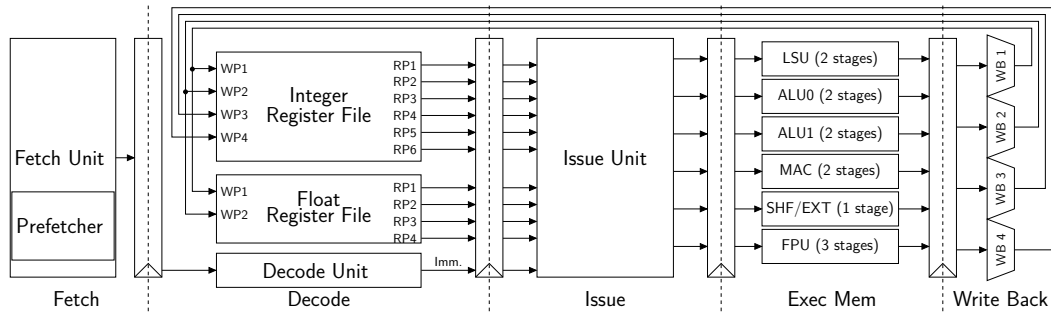 Fetch Unit
Prefetcher
WP1
WP2
WP3
WP4
Integer
Register File
RP1
RP2
RP3
RP4
RP5
RP6
WP1
WP2
Float
Register File
RP1
RP2
RP3
RP4
Decode Unit
Imm.
Issue Unit
LSU (2 stages)
ALU0 (2 stages)
ALU1 (2 stages)
MAC (2 stages)
SHF/EXT (1 stage)
FPU (3 stages)
WB 1
WB 2
WB 3
WB 4
Fetch
Decode
Issue
Exec Mem
Write Back